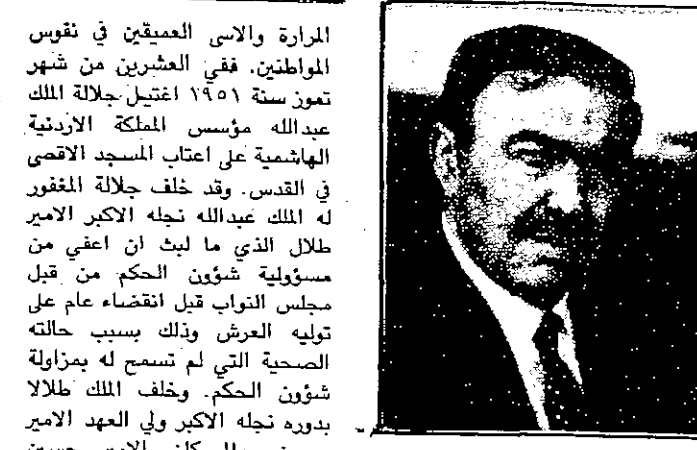 المرارة والاسى العميقين في نفوس
المواطنين. ففي العشرين من شهر
تموز سنة ١٩٥١ اغتيل جلالة الملك
عبدالله مؤسس المملكة الاردنية
الهاشمية على اعتاب المسجد الاقصى
في القدس. وقد خلف جلالة المغفور
له الملك عبدالله نجله الاكبر الامير
طلال الذي ما لبث ان اعفي من
مسؤولية شؤون الحكم من قبل
مجلس النواب قبل انقضاء عام على
توليه العرش وذلك بسبب حالته
الصحية التي لم تسمح له بمزاولة
شؤون الحكم. وخلف الملك طلالا
بدوره نجله الاكبر ولي العهد الامير